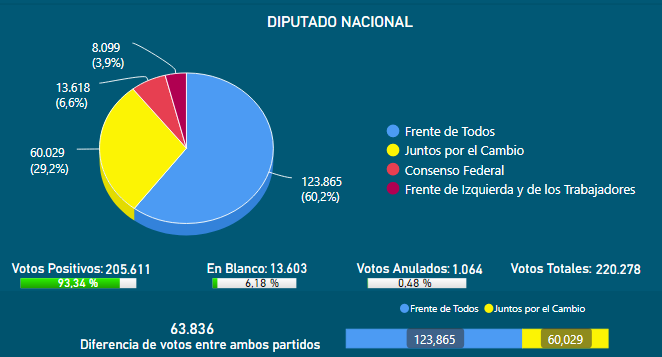 DIPUTADO NACIONAL
8.099
(3,9%)
13.618
(6,6%)
60.029
(29,2%)
123.865
(60,2%)
Frente de Todos
Juntos por el Cambio
Consenso Federal
Frente de Izquierda y de los Trabajadores
Votos Positivos: 205.611
93,34 %
En Blanco: 13.603
6,18 %
Votos Anulados: 1.064
0,48 %
Votos Totales: 220.278
63.836
Diferencia de votos entre ambos partidos
Frente de Todos Juntos por el Cambio
123,865 60,029